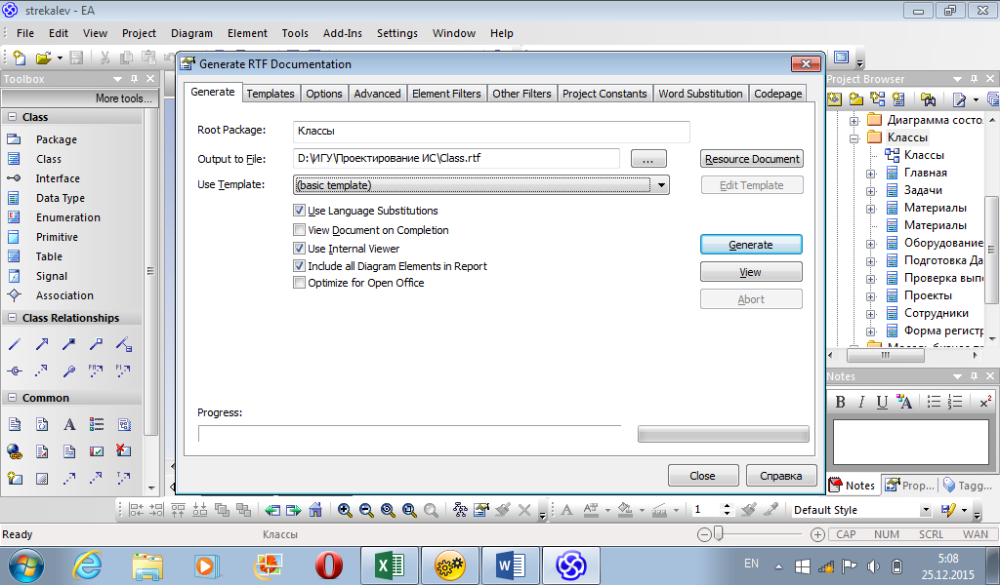 strekalev - EA
File Edit View Project Diagram Element Tools Add-Ins Settings Window Help
Toolbox
More tools...
Class
Package
Class
Interface
Data Type
Enumeration
Primitive
Table
Signal
Association
Class Relationships
Common
Generate RTF Documentation
Generate Templates Options Advanced Element Filters Other Filters Project Constants Word Substitution Codepage
Root Package: Классы
Output to File: D:\ИГУ\Проектирование ИС\Class.rtf ... Resource Document
Use Template: (basic template) Edit Template
Use Language Substitutions
View Document on Completion
Use Internal Viewer
Include all Diagram Elements in Report
Optimize for Open Office
Generate
View
Abort
Progress:
Close Справка
Project Browser
Диаграмма состо
Классы
Классы
Главная
Задачи
Материалы
Материалы
Оборудование
Подготовка Да
Проверка выпо
Проекты
Сотрудники
Форма регистр
Notes
B I U A x²
Notes Prop... Tagg...
A 1 Default Style
Ready Классы CAP NUM SCRL WAN
EN 5:08
25.12.2015